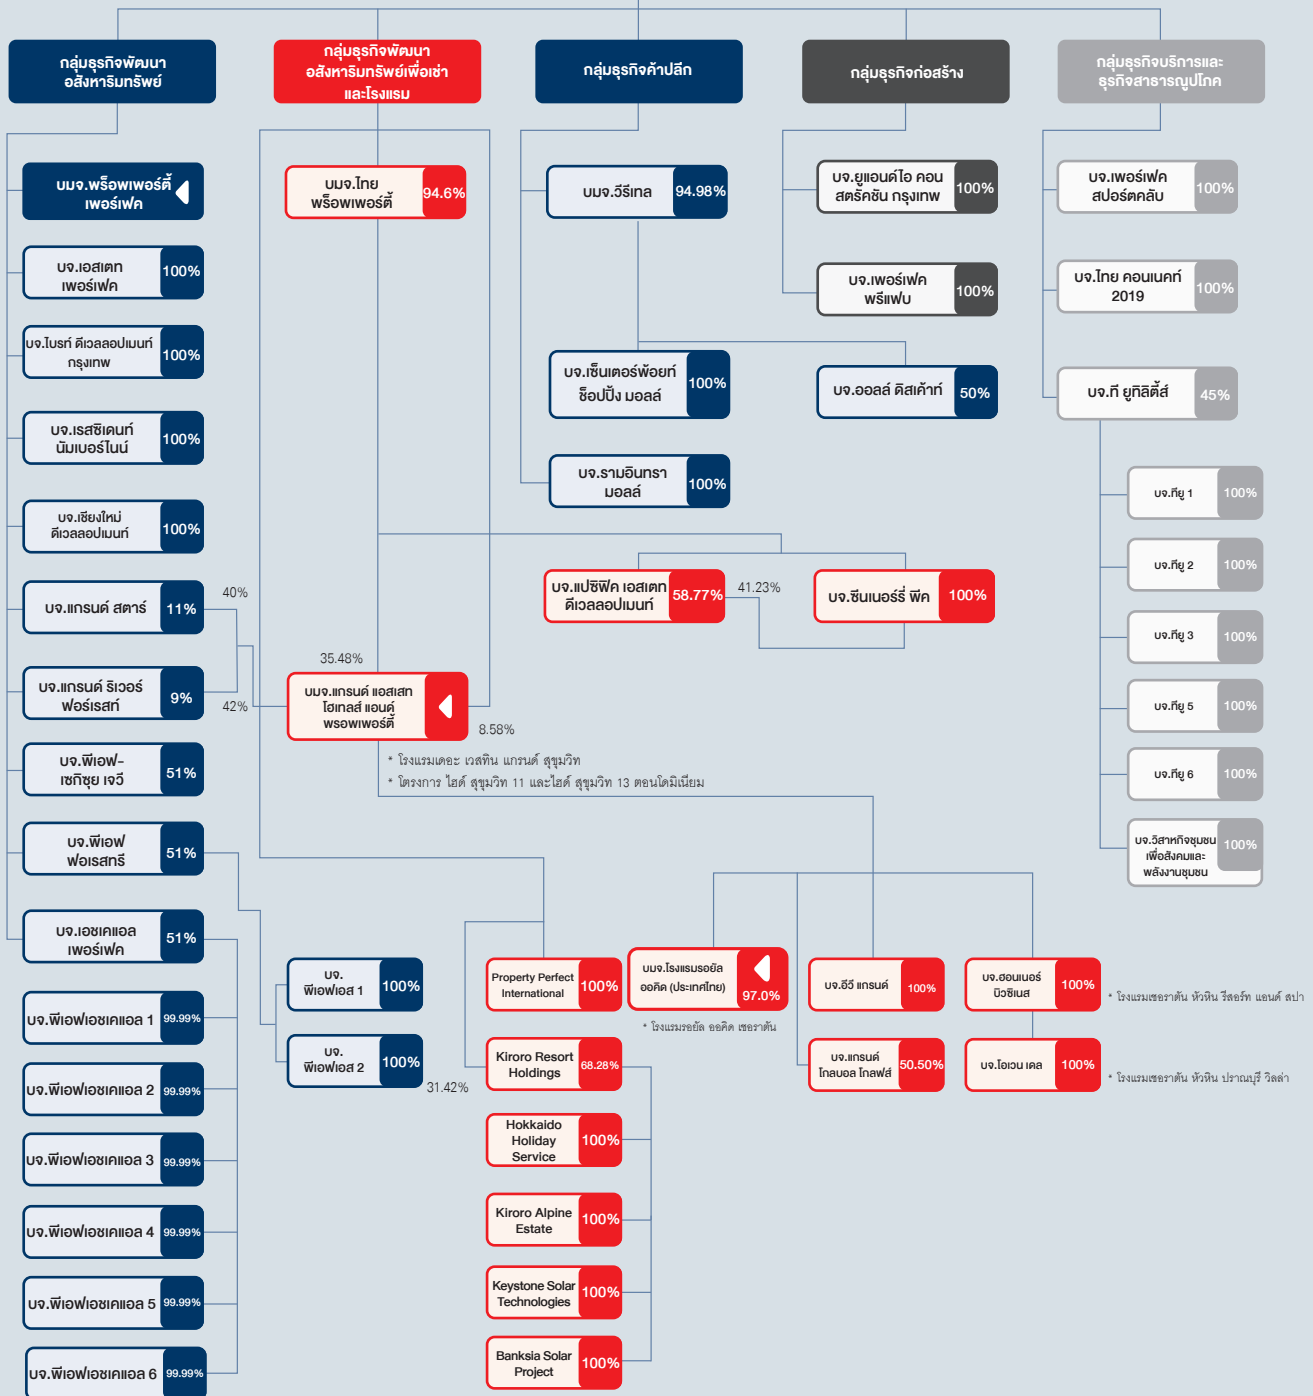 กลุ่มธุรกิจพัฒนา
อสังหาริมทรัพย์
บมจ.พร็อพเพอร์ตี้
เพอร์เฟค
บจ.เอสเตท
เพอร์เฟค
100%
บจ.ไบรท์ ดีเวลลอปเมนท์
กรุงเทพ
100%
บจ.เรสซิเดนท์
นัมเบอร์ไนน์
100%
บจ.เชียงใหม่
ดีเวลลอปเมนท์
100%
บจ.แกรนด์ สตาร์
11%
40%
บจ.แกรนด์ ริเวอร์
ฟอร์เรสท์
9%
42%
บจ.พีเอฟ-
เซกิซุย เจวี
51%
บจ.พีเอฟ
ฟอเรสทรี
51%
บจ.เอชเคแอล
เพอร์เฟค
51%
บจ.พีเอฟเอชเคแอล 1
99.99%
บจ.พีเอฟเอชเคแอล 2
99.99%
บจ.พีเอฟเอชเคแอล 3
99.99%
บจ.พีเอฟเอชเคแอล 4
99.99%
บจ.พีเอฟเอชเคแอล 5
99.99%
บจ.พีเอฟเอชเคแอล 6
99.99%
บจ.
พีเอฟเอส 1
100%
บจ.
พีเอฟเอส 2
100%
กลุ่มธุรกิจพัฒนา
อสังหาริมทรัพย์เพื่อเช่า
และโรงแรม
บมจ.ไทย
พร็อพเพอร์ตี้
94.6%
บจ.แปซิฟิค เอสเตท
ดีเวลลอปเมนท์
58.77%
41.23%
บจ.ซีนเนอร์รี่ พีค
100%
35.48%
บมจ.แกรนด์ แอสเสท
โฮเทลส์ แอนด์
พรอพเพอร์ตี้
8.58%
* โรงแรมเดอะ เวสทิน แกรนด์ สุขุมวิท
* โครงการ ไฮด์ สุขุมวิท 11 และไฮด์ สุขุมวิท 13 คอนโดมิเนียม
Property Perfect
International
100%
31.42%
Kiroro Resort
Holdings
68.28%
Hokkaido
Holiday
Service
100%
Kiroro Alpine
Estate
100%
Keystone Solar
Technologies
100%
Banksia Solar
Project
100%
บมจ.โรงแรมรอยัล
ออคิด (ประเทศไทย)
97.0%
* โรงแรมรอยัล ออคิด เชอราตัน
บจ.อีวี แกรนด์
100%
บจ.แกรนด์
โกลบอล โกลฟส์
50.50%
บจ.ฮอนเนอร์
บิวซิเนส
100%
* โรงแรมเชอราตัน หัวหิน รีสอร์ท แอนด์ สปา
บจ.โอเวน เดล
100%
* โรงแรมเชอราตัน หัวหิน ปราณบุรี วิลล่า
กลุ่มธุรกิจค้าปลีก
บมจ.วีรีเทล
94.98%
บจ.เซ็นเตอร์พ้อยท์
ช็อปปิ้ง มอลล์
100%
บจ.ออลล์ ดิสเค้าท์
50%
บจ.รามอินทรา
มอลล์
100%
กลุ่มธุรกิจก่อสร้าง
บจ.ยูแอนด์ไอ คอน
สตรัคชัน กรุงเทพ
100%
บจ.เพอร์เฟค
พรีแฟบ
100%
กลุ่มธุรกิจบริการและ
ธุรกิจสาธารณูปโภค
บจ.เพอร์เฟค
สปอร์ตคลับ
100%
บจ.ไทย คอนเนคท์
2019
100%
บจ.ที ยูทิลิตี้ส์
45%
บจ.ทียู 1
100%
บจ.ทียู 2
100%
บจ.ทียู 3
100%
บจ.ทียู 5
100%
บจ.ทียู 6
100%
บจ.วิสาหกิจชุมชน
เพื่อสังคมและ
พลังงานชุมชน
100%